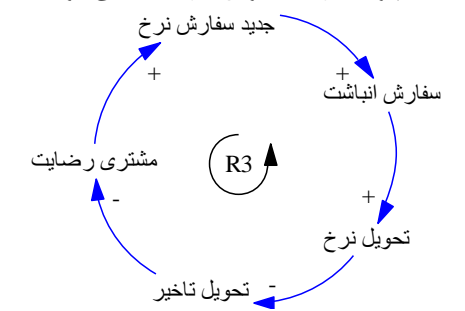 جدید سفارش نرخ
+
+
سفارش انباشت
مشتری رضایت
R3
-
+
تحویل نرخ
-
تحویل تاخیر